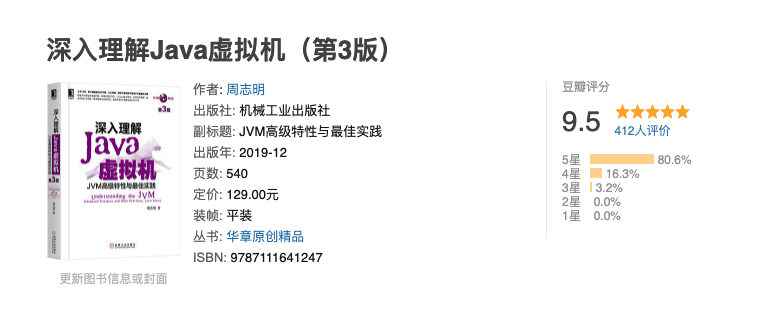 深入理解Java虚拟机（第3版）
第3版
深入理解
Java
虚拟机
JVM高级特性与最佳实践
Understanding the JVM
周志明 著
机械工业出版社
更新图书信息或封面
作者: 周志明
出版社: 机械工业出版社
副标题: JVM高级特性与最佳实践
出版年: 2019-12
页数: 540
定价: 129.00元
装帧: 平装
丛书: 华章原创精品
ISBN: 9787111641247
豆瓣评分
9.5
412人评价
5星 80.6%
4星 16.3%
3星 3.2%
2星 0.0%
1星 0.0%